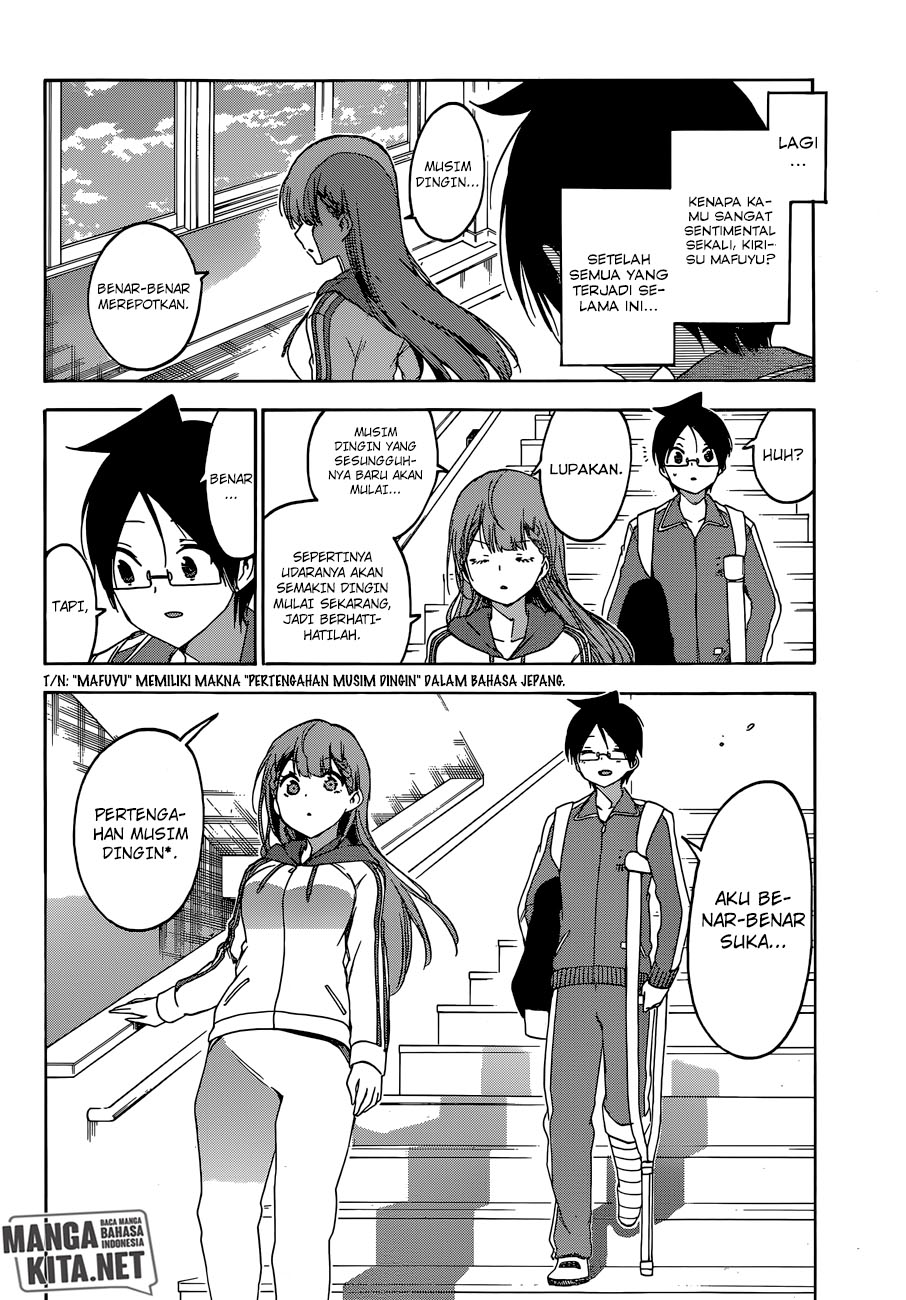 LAGI
...
KENAPA KA-
MU SANGAT
SENTIMENTAL
SEKALI, KIRI-
SU MAFUYU?
SETELAH
SEMUA YANG
TERJADI SE-
LAMA INI...
MUSIM
DINGIN...
BENAR-BENAR
MEREPOTKAN.
HUH?
LUPAKAN.
MUSIM
DINGIN YANG
SESUNGGUH-
NYA BARU AKAN
MULAI...
SEPERTINYA
UDARANYA AKAN
SEMAKIN DINGIN
MULAI SEKARANG,
JADI BERHATI-
HATILAH.
BENAR
...
TAPI,
T/N: "MAFUYU" MEMILIKI MAKNA "PERTENGAHAN MUSIM DINGIN" DALAM BAHASA JEPANG.
AKU BE-
NAR-BENAR
SUKA...
PERTENGA-
HAN MUSIM
DINGIN*.
MANGA
KITA.NET
BACA MANGA
BAHASA
INDONESIA